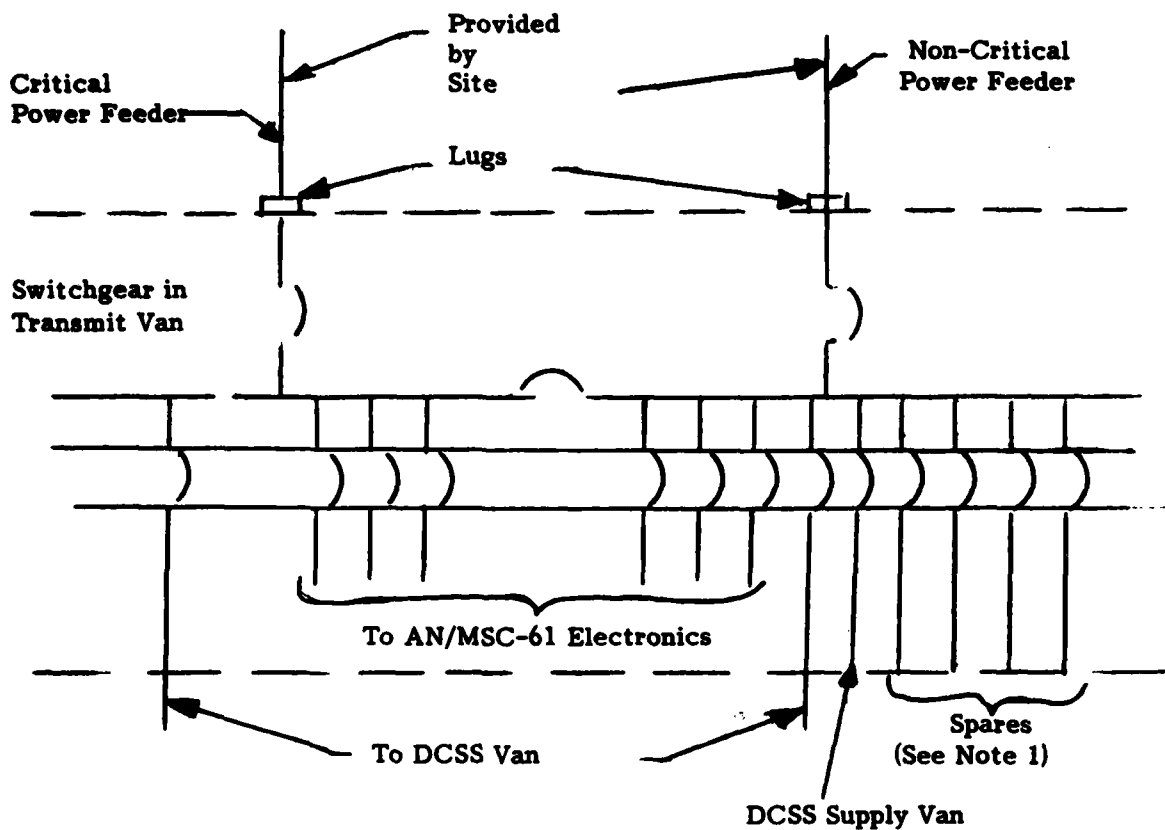 Provided
by
Site
Non-Critical
Power Feeder
Critical
Power Feeder
Lugs
Switchgear in
Transmit Van
To AN/MSC-61 Electronics
To DCSS Van
Spares
(See Note 1)
DCSS Supply Van